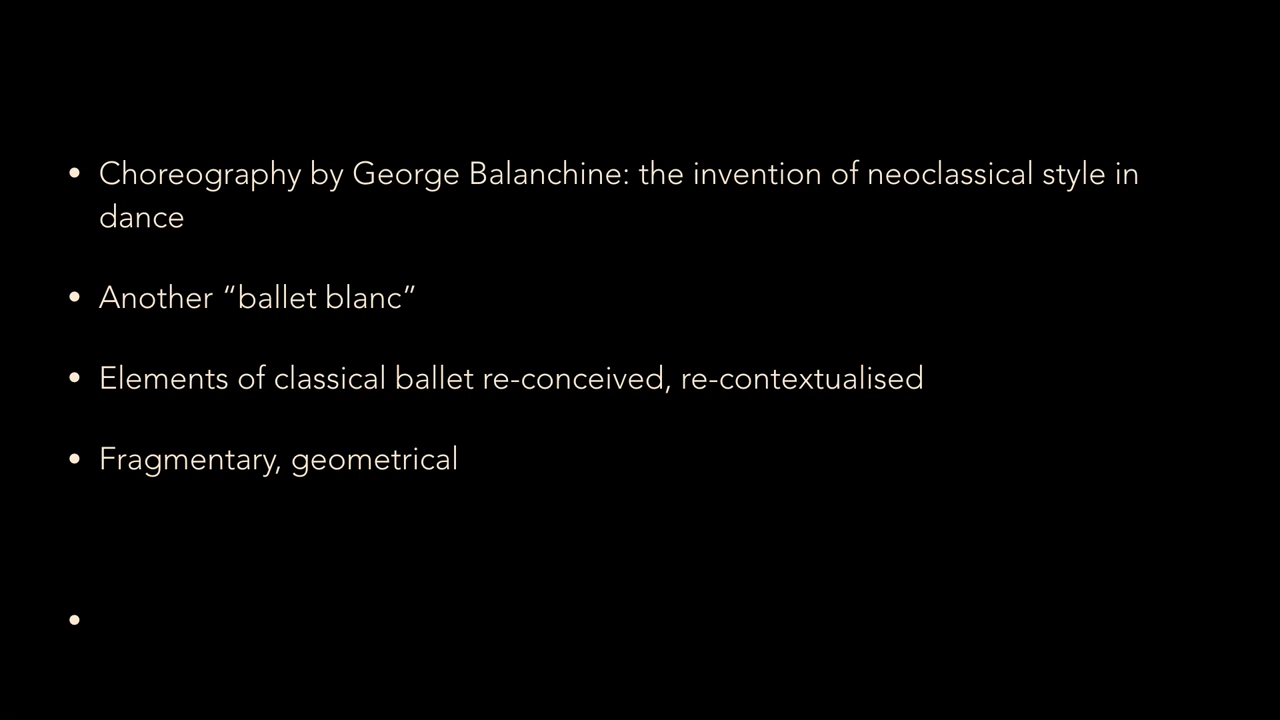 • Choreography by George Balanchine: the invention of neoclassical style in
dance
• Another “ballet blanc”
• Elements of classical ballet re-conceived, re-contextualised
• Fragmentary, geometrical
•